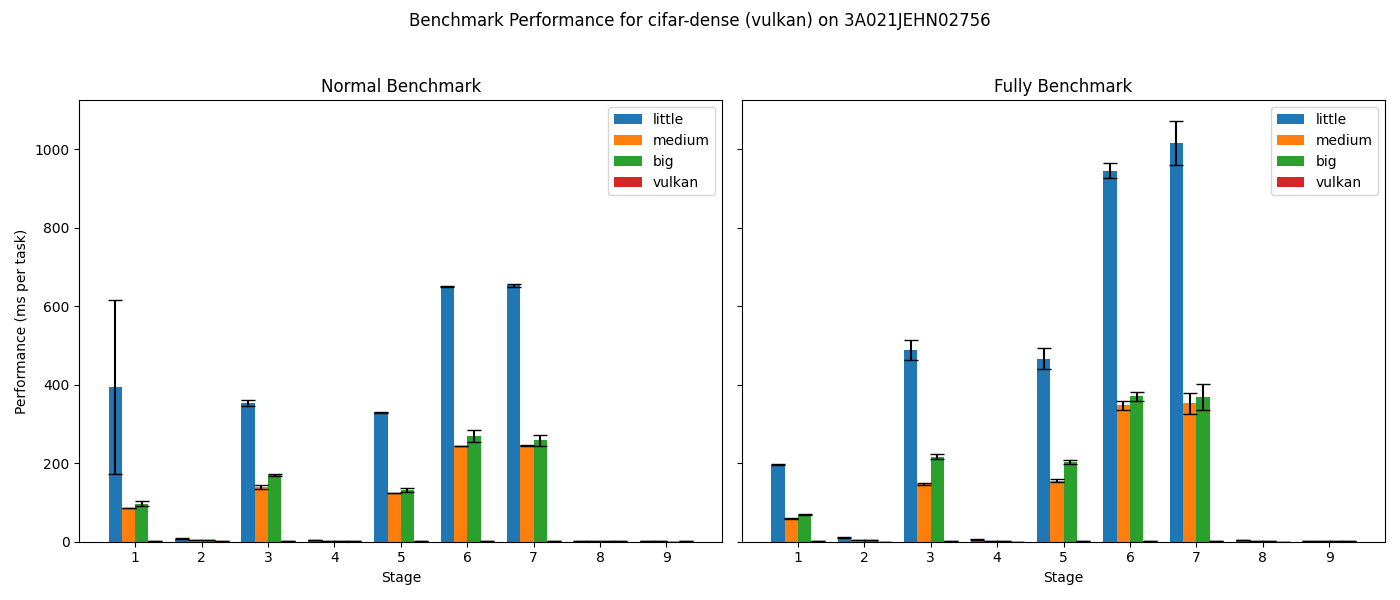 Benchmark Performance for cifar-dense (vulkan) on 3A021JEHN02756
Normal Benchmark
Performance (ms per task)
1000
800
600
400
200
0
1 2 3 4 5 6 7 8 9
Stage
little
medium
big
vulkan
Fully Benchmark
1 2 3 4 5 6 7 8 9
Stage
little
medium
big
vulkan